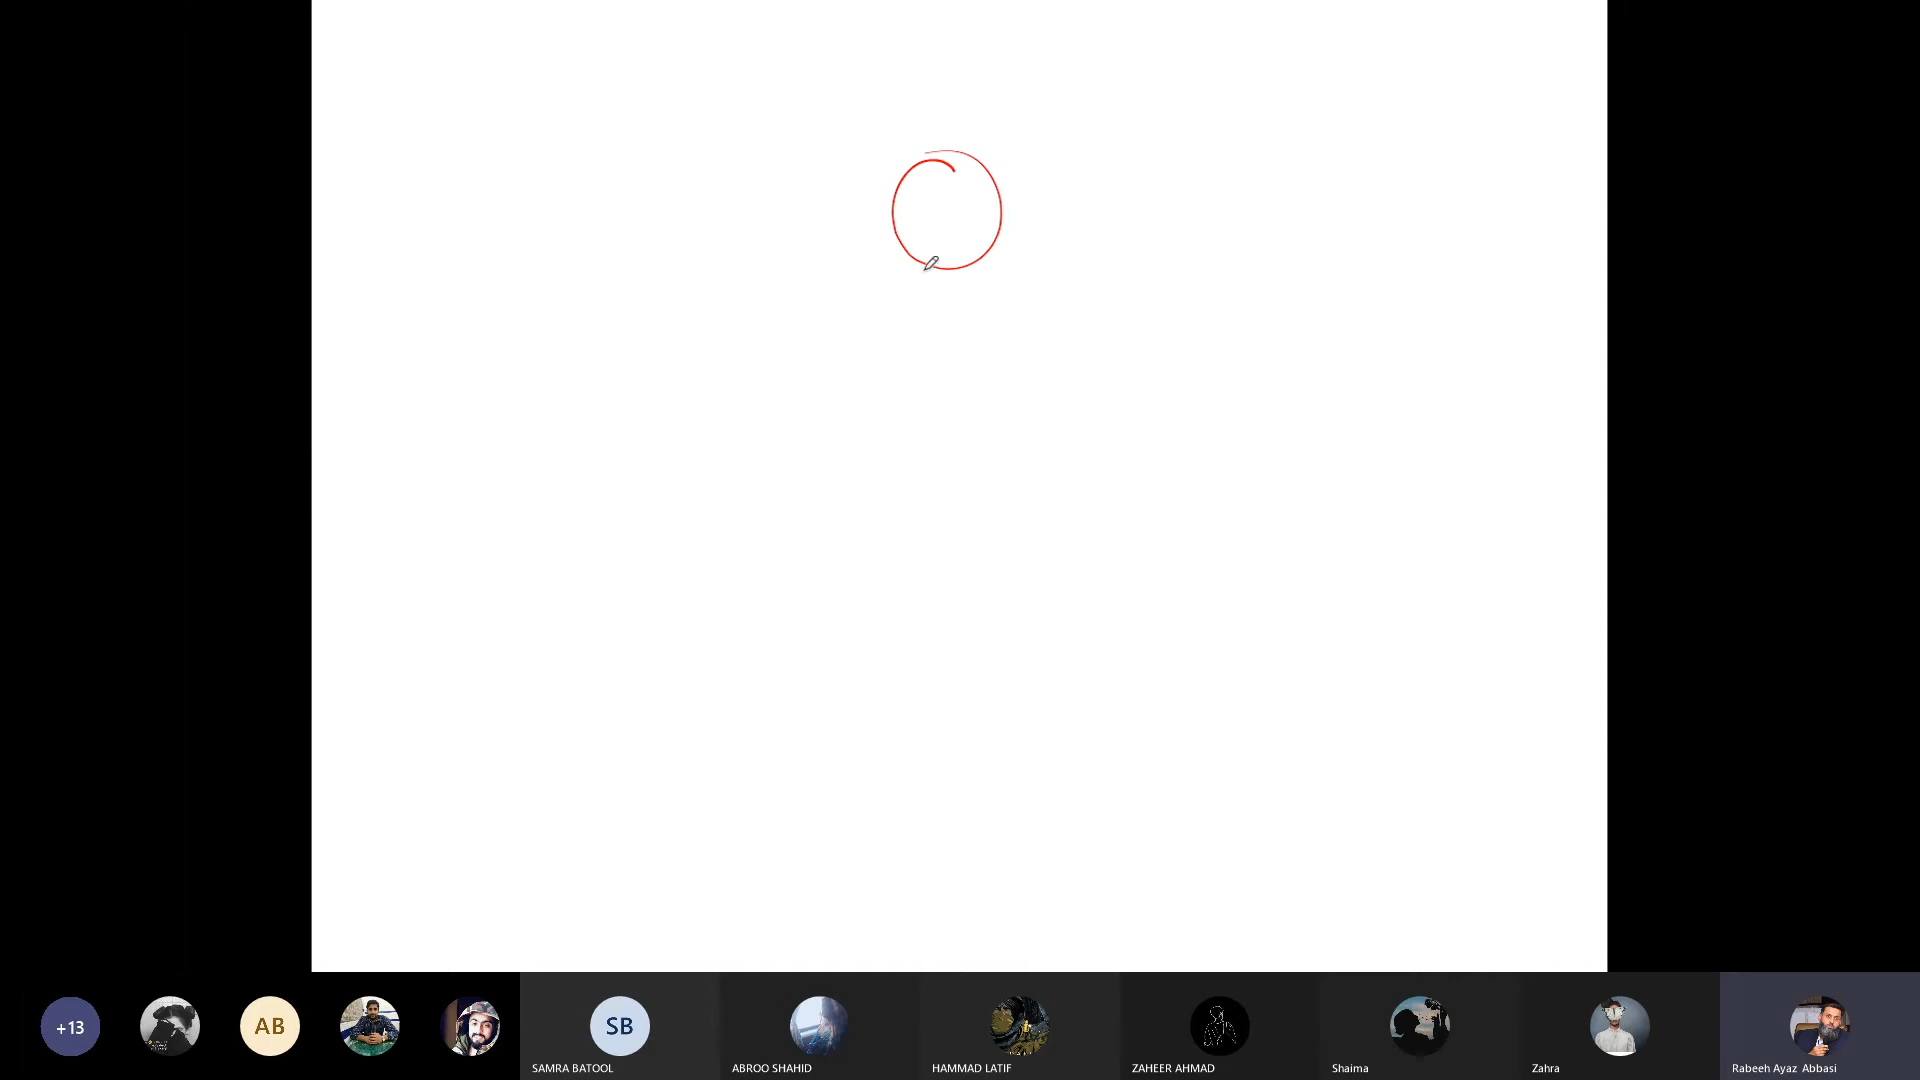 +13
AB
SB
SAMRA BATOOL
ABROO SHAHID
HAMMAD LATIF
ZAHEER AHMAD
Shaima
Zahra
Rabeeh Ayaz Abbasi